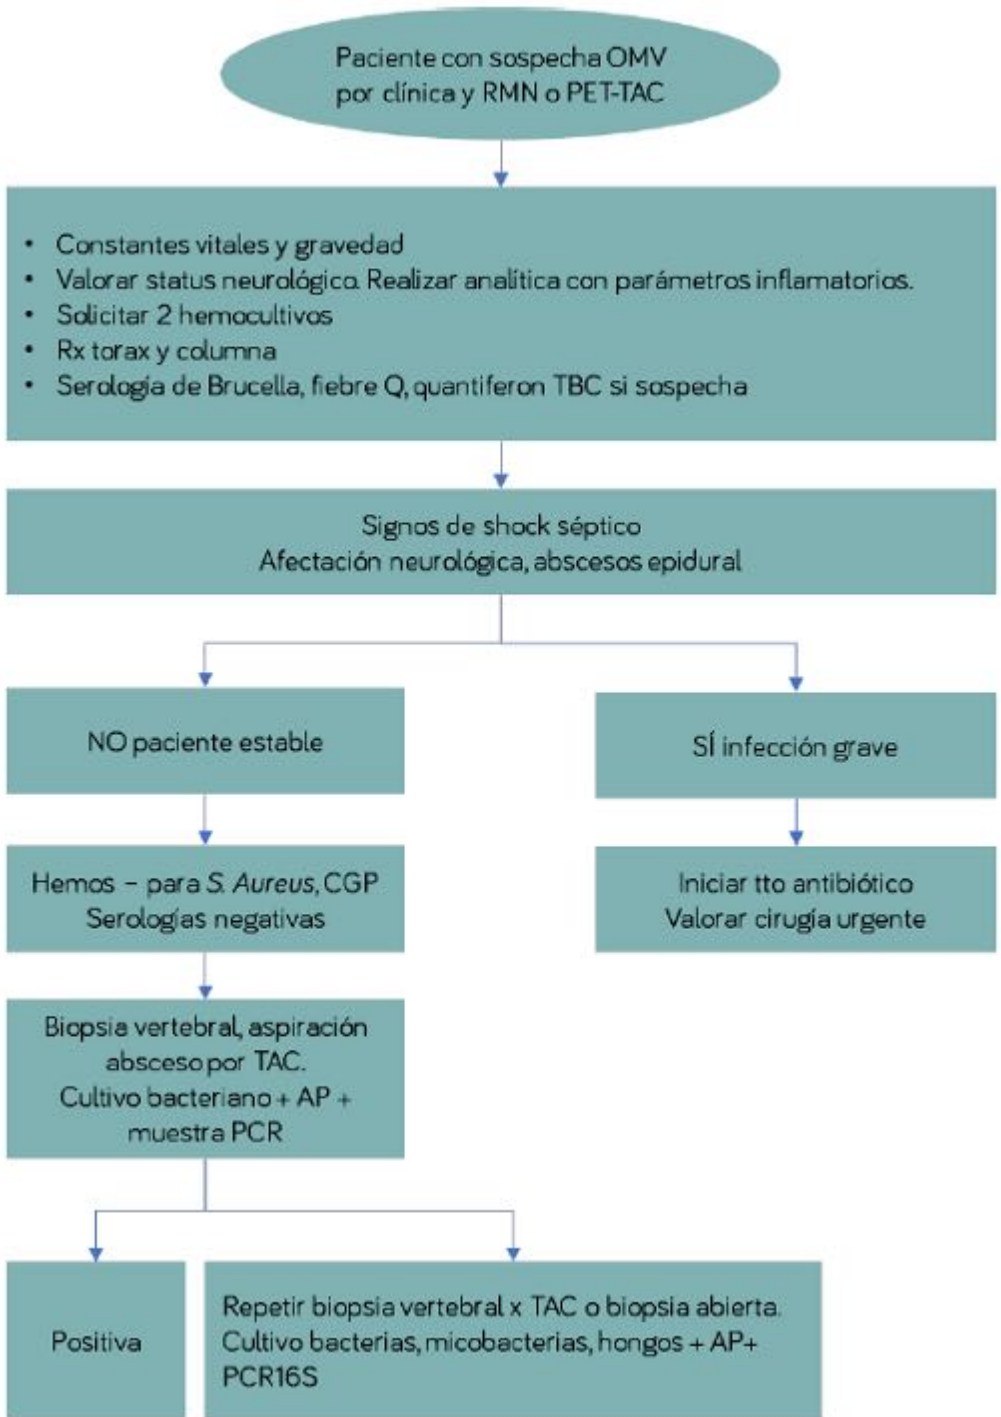 Paciente con sospecha OMV
por clínica y RMN o PET-TAC
• Constantes vitales y gravedad
• Valorar status neurológico. Realizar analítica con parámetros inflamatorios.
• Solicitar 2 hemocultivos
• Rx torax y columna
• Serología de Brucella, fiebre Q, quantiferon TBC si sospecha
Signos de shock séptico
Afectación neurológica, abscesos epidural
NO paciente estable
SÍ infección grave
Hemos – para S. Aureus, CGP
Serologías negativas
Iniciar tto antibiótico
Valorar cirugía urgente
Biopsia vertebral, aspiración
absceso por TAC.
Cultivo bacteriano + AP +
muestra PCR
Positiva
Repetir biopsia vertebral x TAC o biopsia abierta.
Cultivo bacterias, micobacterias, hongos + AP+
PCR16S